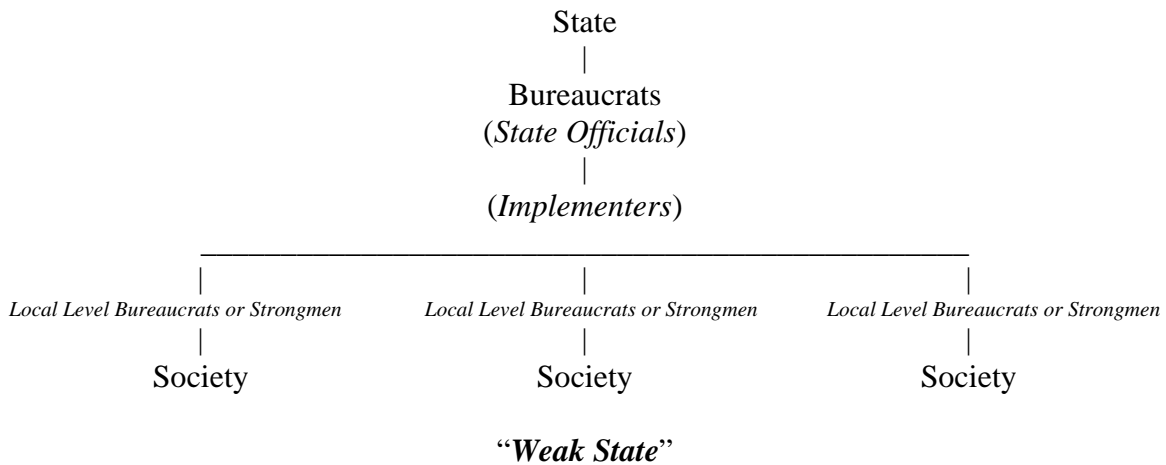 State
Bureaucrats
(State Officials)
(Implementers)
Local Level Bureaucrats or Strongmen Local Level Bureaucrats or Strongmen Local Level Bureaucrats or Strongmen
Society Society Society
“Weak State”